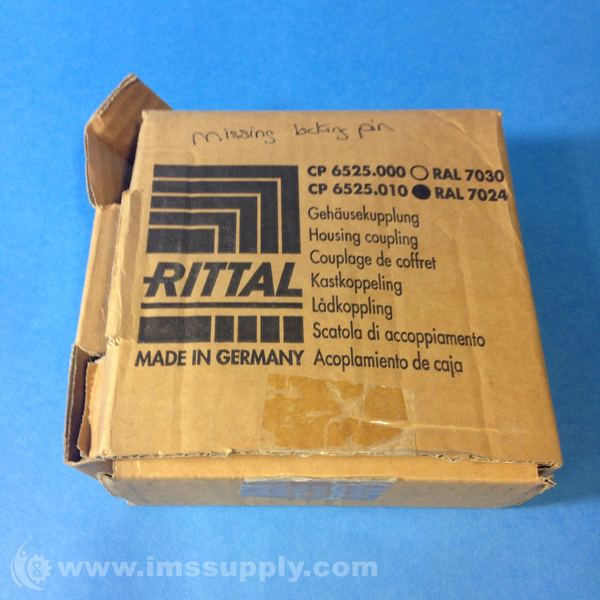 missing locking pin
CP 6525.000 RAL 7030
CP 6525.010 RAL 7024
Gehäusekupplung
Housing coupling
Couplage de coffret
Kastkoppeling
Lådkoppling
Scatola di accoppiamento
Acoplamiento de caja
RITTAL
MADE IN GERMANY
www.imssupply.com